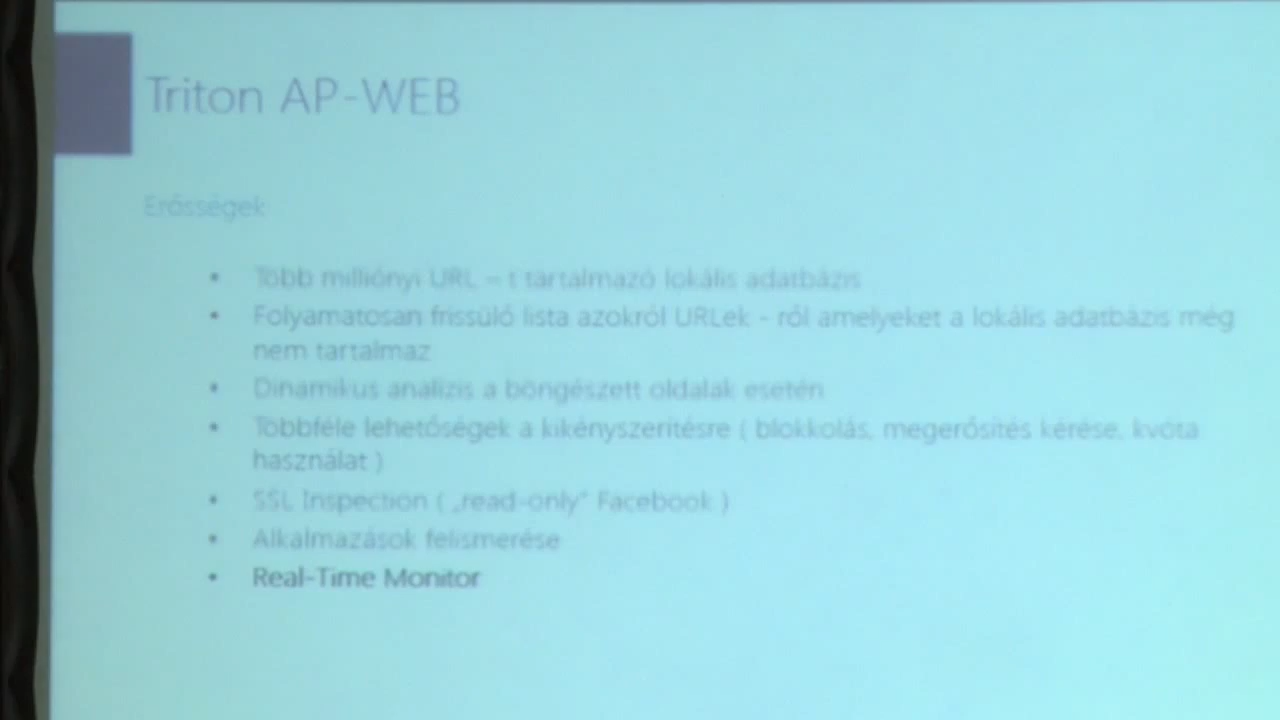 Triton AP-WEB
Erősségek
• Több milliónyi URL – t tartalmazó lokális adatbázis
• Folyamatosan frissülő lista azokról URLek - ről amelyeket a lokális adatbázis még
nem tartalmaz
• Dinamikus analízis a böngészett oldalak esetén
• Többféle lehetőségek a kikényszerítésre ( blokkolás, megerősítés kérése, kvóta
használat )
• SSL Inspection ( „read-only” Facebook )
• Alkalmazások felismerése
• Real-Time Monitor